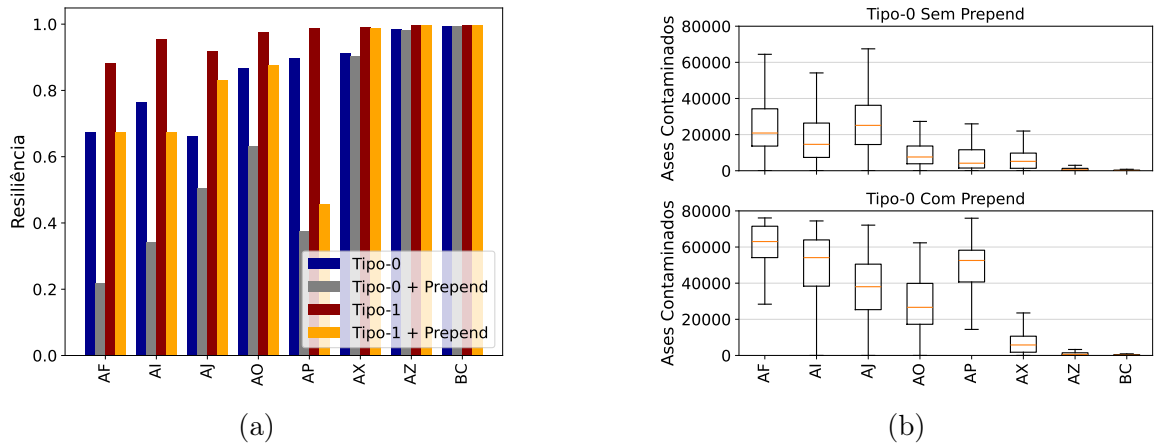 1.0
0.8
0.6
0.4
0.2
0.0
Resiliência
Tipo-0
Tipo-0 + Prepend
Tipo-1
Tipo-1 + Prepend
AF AI AJ AO AP AX AZ BC
(a)
Tipo-0 Sem Prepend
80000
60000
40000
20000
0
Ases Contaminados
Tipo-0 Com Prepend
80000
60000
40000
20000
0
Ases Contaminados
AF AI AJ AO AP AX AZ BC
(b)